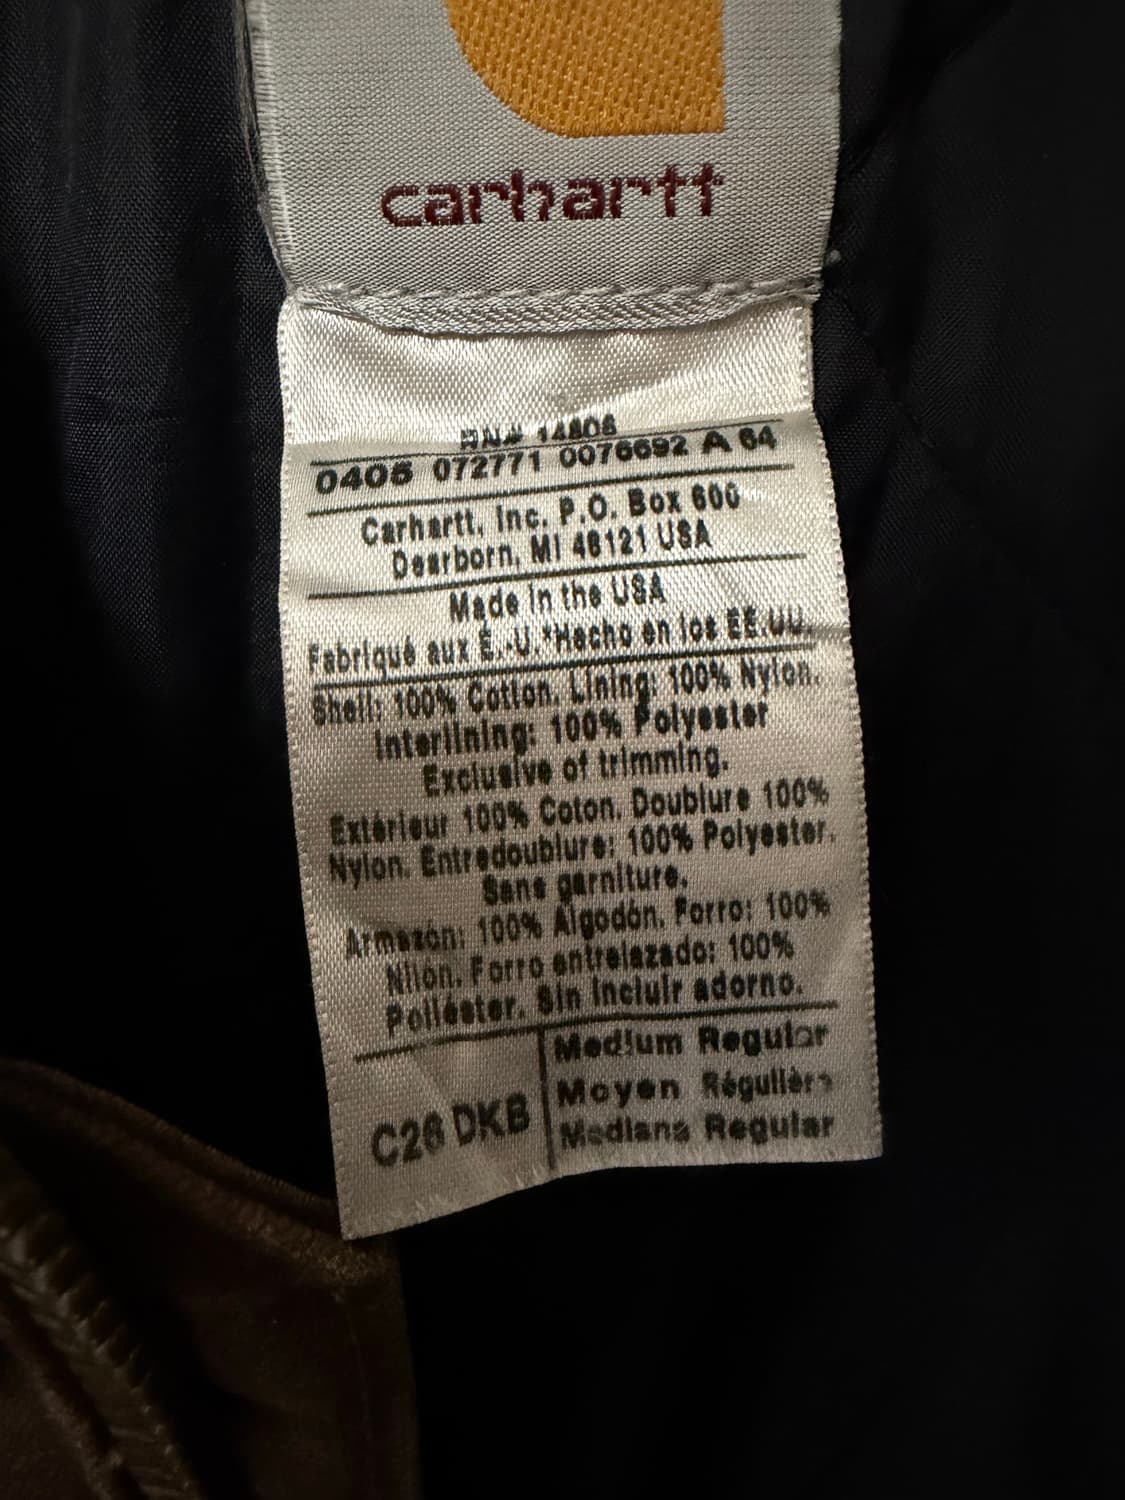 carhartt
RN# 14806
0405 072771 0076692 A 64
Carhartt, Inc. P.O. Box 600
Dearborn, MI 48121 USA
Made in the USA
Fabriqué aux É.-U.*Hecho en los EE.UU.
Shell: 100% Cotton. Lining: 100% Nylon.
Interlining: 100% Polyester
Exclusive of trimming.
Extérieur 100% Coton. Doublure 100%
Nylon. Entredoublure: 100% Polyester.
Sans garniture.
Armazón: 100% Algodón. Forro: 100%
Nilon. Forro entrelazado: 100%
Poliéster. Sin incluir adorno.
C26 DKB
Medium Regular
Moyen Régulière
Mediana Regular